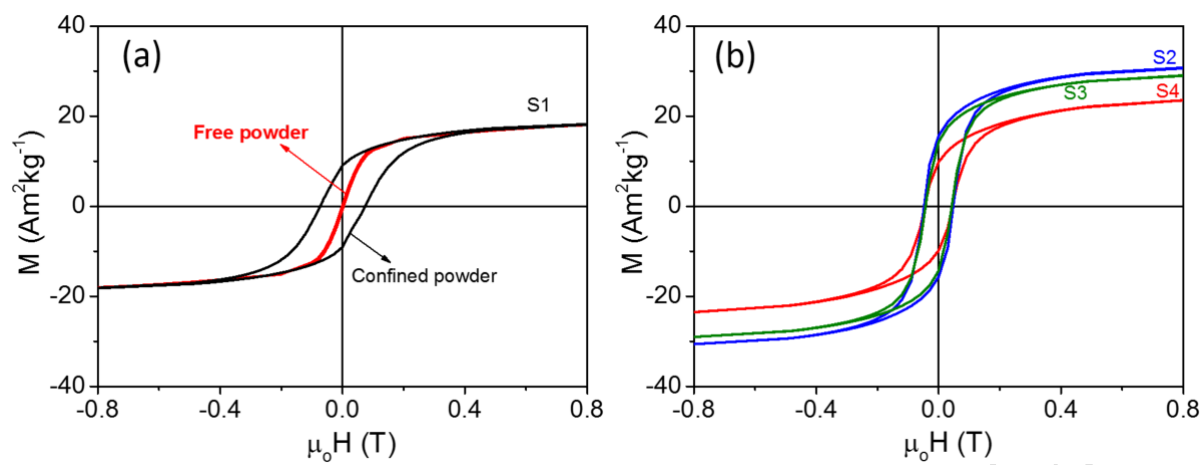 (a)
40
20
0
-20
-40
M (Am²kg⁻¹)
S1
Free powder
Confined powder
-0.8 -0.4 0.0 0.4 0.8
μₒH (T)
(b)
40
20
0
-20
-40
M (Am²kg⁻¹)
S2
S3
S4
-0.8 -0.4 0.0 0.4 0.8
μₒH (T)